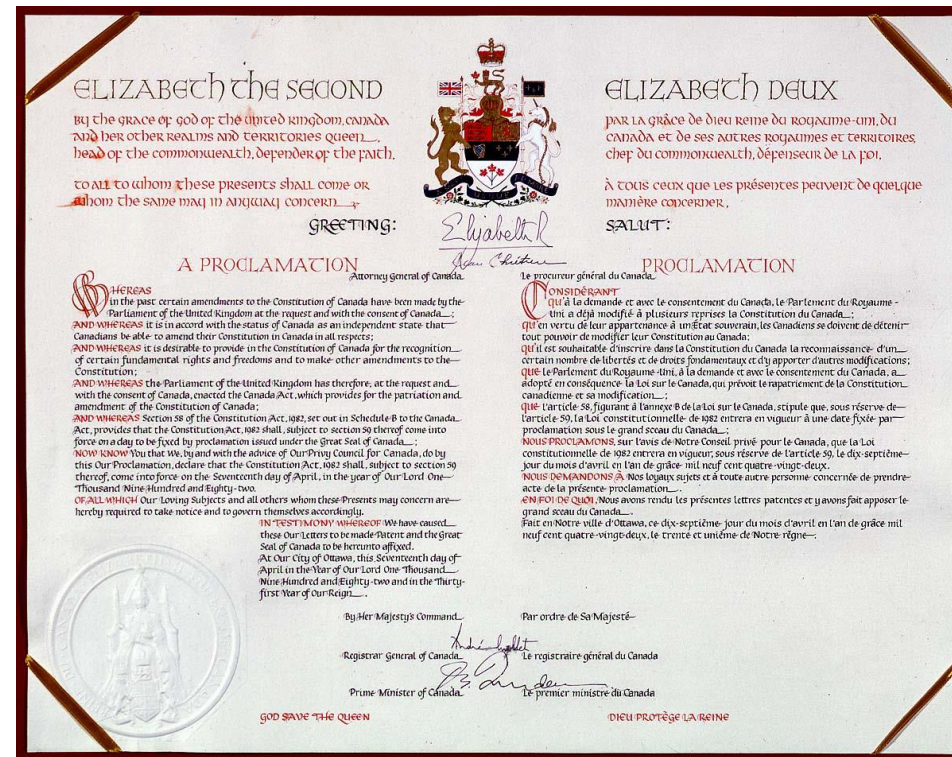 ELIZABETH THE SECOND
BY THE GRACE OF GOD OF THE UNITED KINGDOM, CANADA
AND HER OTHER REALMS AND TERRITORIES QUEEN,
HEAD OF THE COMMONWEALTH, DEFENDER OF THE FAITH.
TO ALL TO WHOM THESE PRESENTS SHALL COME OR
WHOM THE SAME MAY IN ANYWAY CONCERN,
GREETING:
ELIZABETH DEUX
PAR LA GRÂCE DE DIEU REINE DU ROYAUME-UNI, DU
CANADA ET DE SES AUTRES ROYAUMES ET TERRITOIRES,
CHEF DU COMMONWEALTH, DÉFENSEUR DE LA FOI.
À TOUS CEUX QUE LES PRÉSENTES PEUVENT DE QUELQUE
MANIÈRE CONCERNER,
SALUT:
Elizabeth R
Jean Chrétien
A PROCLAMATION
Attorney General of Canada
WHEREAS
in the past certain amendments to the Constitution of Canada have been made by the
Parliament of the United Kingdom at the request and with the consent of Canada;
AND WHEREAS it is in accord with the status of Canada as an independent state that
Canadians be able to amend their Constitution in Canada in all respects;
AND WHEREAS it is desirable to provide in the Constitution of Canada for the recognition
of certain fundamental rights and freedoms and to make other amendments to the
Constitution;
AND WHEREAS the Parliament of the United Kingdom has therefore, at the request and
with the consent of Canada, enacted the Canada Act, which provides for the patriation and
amendment of the Constitution of Canada;
AND WHEREAS Section 58 of the Constitution Act, 1982, set out in Schedule B to the Canada
Act, provides that the Constitution Act, 1982 shall, subject to section 59 thereof come into
force on a day to be fixed by proclamation issued under the Great Seal of Canada;
NOW KNOW You that We, by and with the advice of Our Privy Council for Canada, do by
this Our Proclamation, declare that the Constitution Act, 1982 shall, subject to section 59
thereof, come into force on the Seventeenth day of April, in the year of Our Lord One
Thousand Nine Hundred and Eighty-two.
OF ALL WHICH Our Loving Subjects and all others whom these Presents may concern are
hereby required to take notice and to govern themselves accordingly.
IN TESTIMONY WHEREOF We have caused
these Our Letters to be made Patent and the Great
Seal of Canada to be hereunto affixed.
At Our City of Ottawa, this Seventeenth day of
April in the Year of Our Lord One Thousand
Nine Hundred and Eighty-two and in the Thirty-
first Year of Our Reign.
By Her Majesty's Command
Registrar General of Canada
Prime Minister of Canada
GOD SAVE THE QUEEN
PROCLAMATION
Le procureur général du Canada
CONSIDÉRANT
qu'à la demande et avec le consentement du Canada, le Parlement du Royaume-
Uni a déjà modifié à plusieurs reprises la Constitution du Canada;
qu'en vertu de leur appartenance à un État souverain, les Canadiens se doivent de détenir
tout pouvoir de modifier leur Constitution au Canada;
qu'il est souhaitable d'inscrire dans la Constitution du Canada la reconnaissance d'un
certain nombre de libertés et de droits fondamentaux et d'y apporter d'autres modifications;
que le Parlement du Royaume-Uni, à la demande et avec le consentement du Canada, a
adopté en conséquence la Loi sur le Canada, qui prévoit le rapatriement de la Constitution
canadienne et sa modification;
que l'article 58, figurant à l'annexe B de la Loi sur le Canada, stipule que, sous réserve de
l'article 59, la Loi constitutionnelle de 1982 entrera en vigueur à une date fixée par
proclamation sous le grand sceau du Canada;
NOUS PROCLAMONS, sur l'avis de Notre Conseil privé pour le Canada, que la Loi
constitutionnelle de 1982 entrera en vigueur, sous réserve de l'article 59, le dix-septième
jour du mois d'avril en l'an de grâce mil neuf cent quatre-vingt-deux.
NOUS DEMANDONS À Nos loyaux sujets et à toute autre personne concernée de prendre
acte de la présente proclamation.
EN FOI DE QUOI, Nous avons rendu les présentes lettres patentes et y avons fait apposer le
grand sceau du Canada.
Fait en Notre ville d'Ottawa, ce dix-septième jour du mois d'avril en l'an de grâce mil
neuf cent quatre-vingt-deux, le trente et unième de Notre règne.
Par ordre de Sa Majesté
André Ouellet
Le registraire général du Canada
Le premier ministre du Canada
DIEU PROTÈGE LA REINE